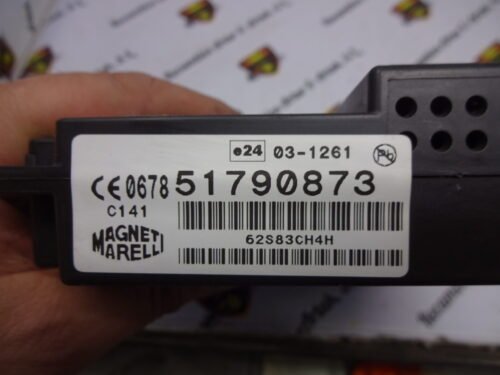 e24 03-1261 Pb
CE0678 51790873
C141
62S83CH4H
MAGNETI
MARELLI